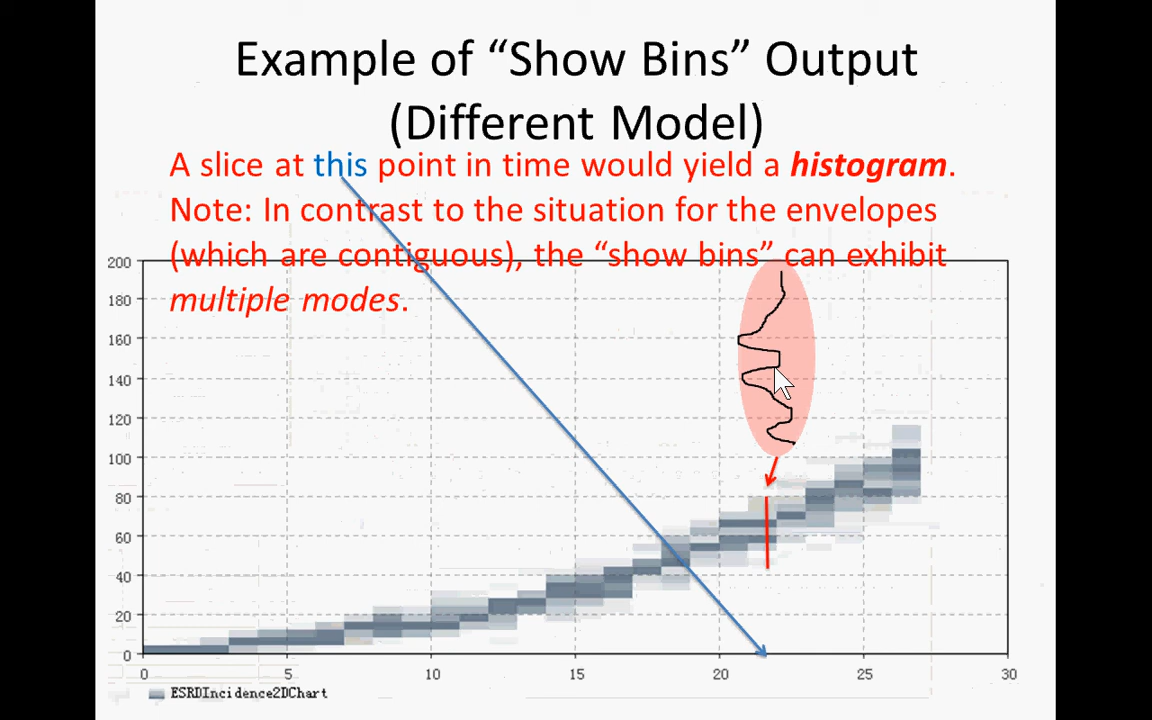 Example of “Show Bins” Output
(Different Model)
A slice at this point in time would yield a histogram.
Note: In contrast to the situation for the envelopes
(which are contiguous), the “show bins” can exhibit
multiple modes.
200
180
160
140
120
100
80
60
40
20
0
0 5 10 15 20 25 30
ESRDIncidence2DChart